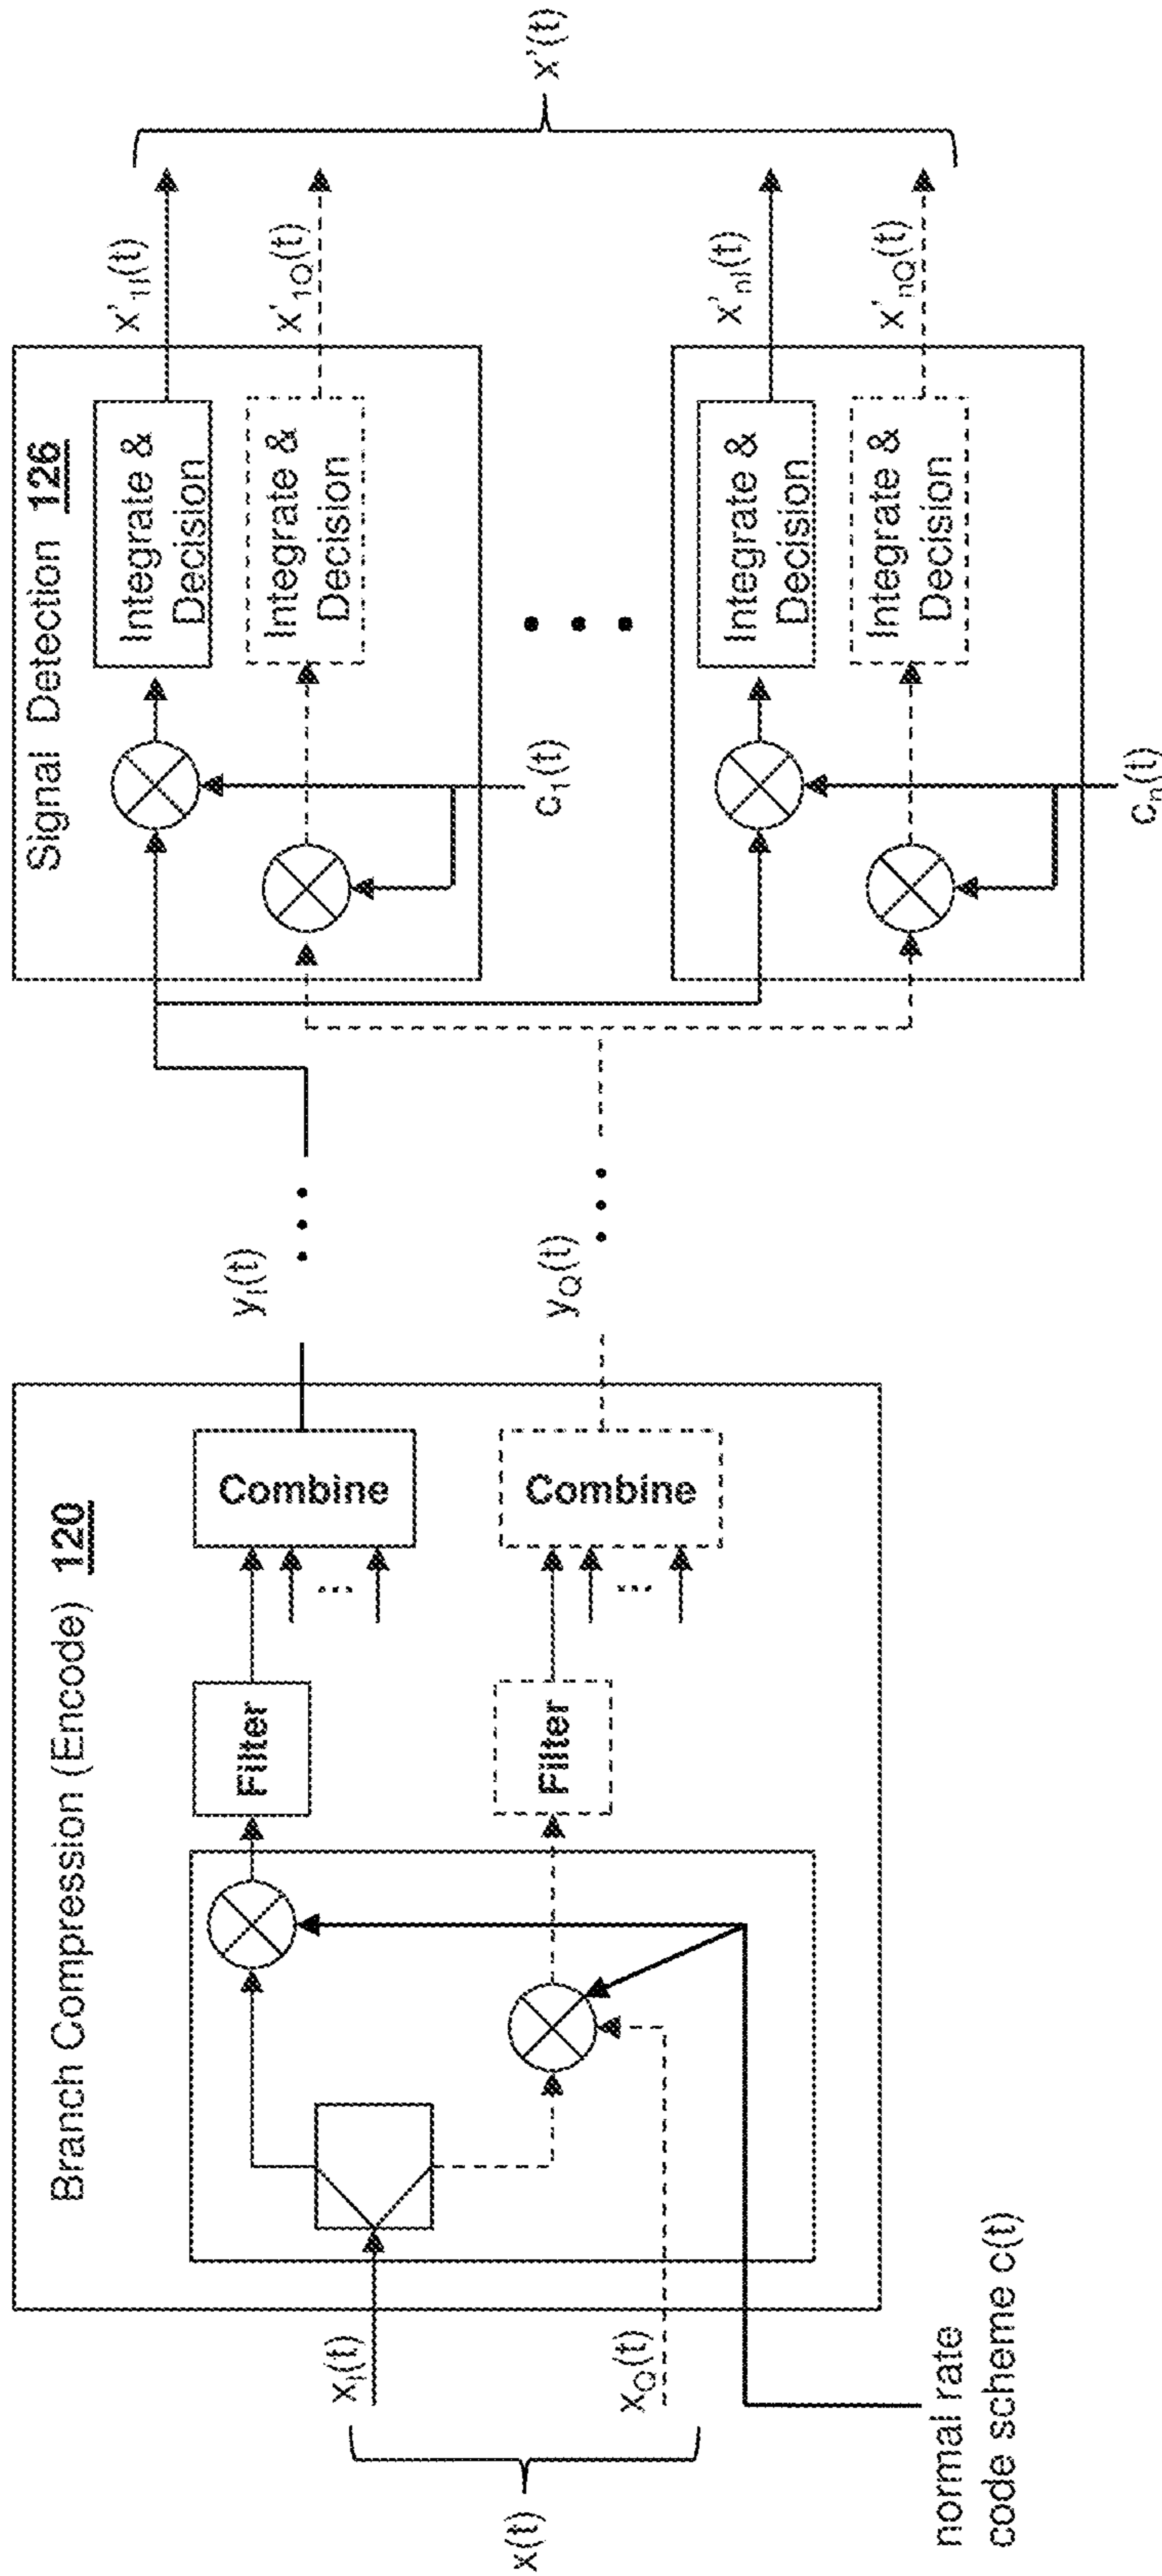 Branch Compression (Encode) 120
x(t)
xI(t)
xQ(t)
normal rate
code scheme c(t)
Filter
Filter
...
...
Combine
Combine
yI(t)
yQ(t)
Signal Detection 126
c1(t)
cn(t)
Integrate &
Decision
Integrate &
Decision
Integrate &
Decision
Integrate &
Decision
x'1I(t)
x'1Q(t)
x'nI(t)
x'nQ(t)
x'(t)